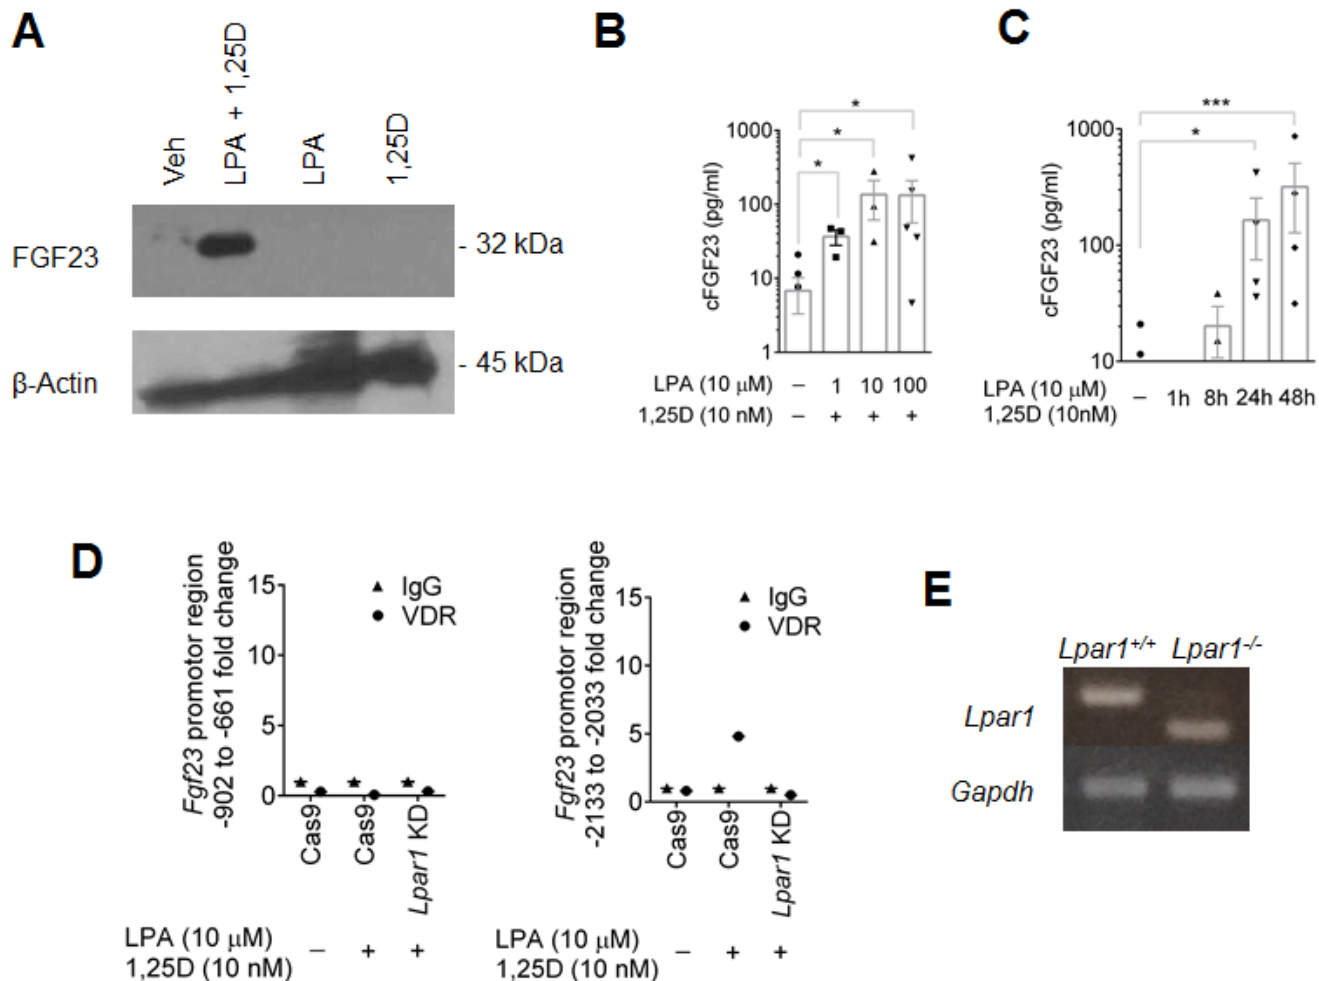 A
Veh
LPA + 1,25D
LPA
1,25D
FGF23
- 32 kDa
β-Actin
- 45 kDa
B
cFGF23 (pg/ml)
1000
100
10
1
*
*
*
LPA (10 μM) – 1 10 100
1,25D (10 nM) – + + +
C
cFGF23 (pg/ml)
1000
100
10
***
*
LPA (10 μM)
1,25D (10nM)
– 1h 8h 24h 48h
D
Fgf23 promotor region
-902 to -661 fold change
15
10
5
0
IgG
VDR
Cas9
Cas9
Lpar1 KD
LPA (10 μM)
1,25D (10 nM)
– + +
Fgf23 promotor region
-2133 to -2033 fold change
15
10
5
0
IgG
VDR
Cas9
Cas9
Lpar1 KD
LPA (10 μM)
1,25D (10 nM)
– + +
E
Lpar1+/+ Lpar1-/-
Lpar1
Gapdh